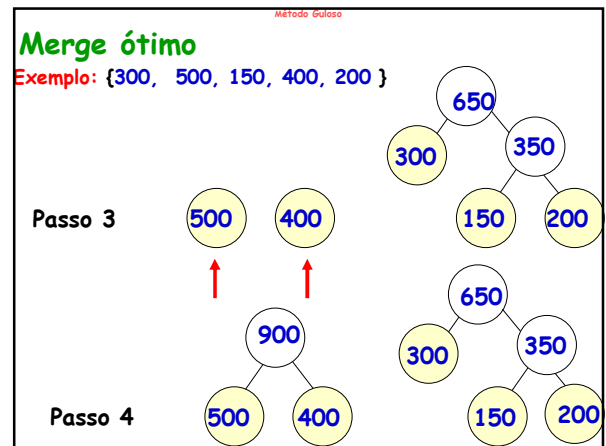 Método Guloso
Merge ótimo
Exemplo: {300, 500, 150, 400, 200 }
650
300 350
Passo 3 500 400 150 200
650
900 300 350
Passo 4 500 400 150 200